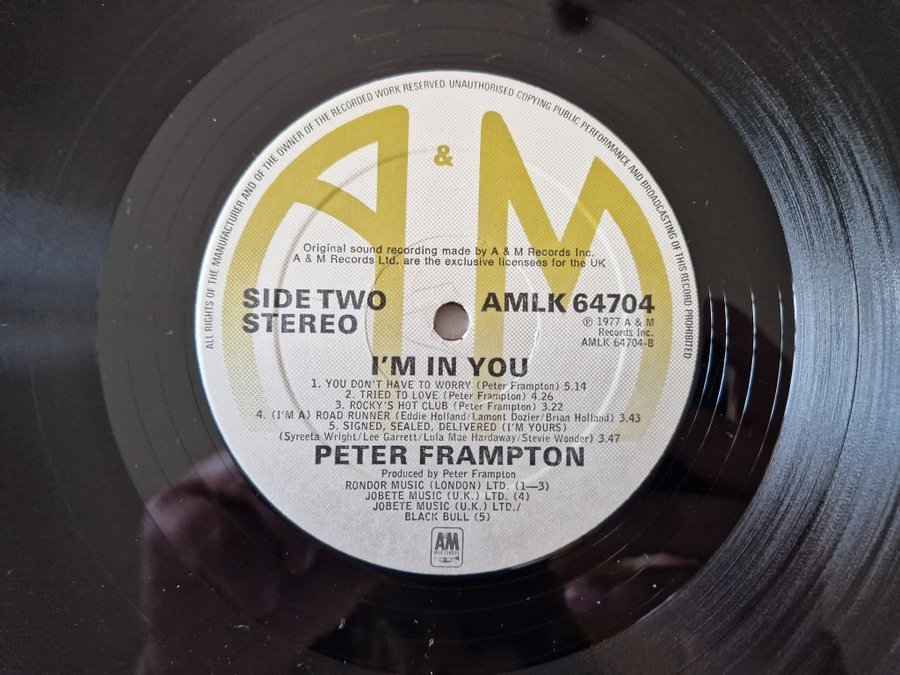 ALL RIGHTS OF THE MANUFACTURER AND OF THE OWNER OF THE RECORDED WORK RESERVED UNAUTHORISED COPYING PUBLIC PERFORMANCE AND BROADCASTING OF THIS RECORD PROHIBITED
A & M
Original sound recording made by A & M Records Inc.
A & M Records Ltd. are the exclusive licensees for the UK
SIDE TWO AMLK 64704
STEREO ℗ 1977 A & M
Records Inc.
AMLK 64704-B
I'M IN YOU
1. YOU DON'T HAVE TO WORRY (Peter Frampton) 5.14
2. TRIED TO LOVE (Peter Frampton) 4.26
3. ROCKY'S HOT CLUB (Peter Frampton) 3.22
4. (I'M A) ROAD RUNNER (Eddie Holland/Lamont Dozier/Brian Holland) 3.43
5. SIGNED, SEALED, DELIVERED (I'M YOURS)
(Syreeta Wright/Lee Garrett/Lula Mae Hardaway/Stevie Wonder) 3.47
PETER FRAMPTON
Produced by Peter Frampton
RONDOR MUSIC (LONDON) LTD. (1—3)
JOBETE MUSIC (U.K.) LTD. (4)
JOBETE MUSIC (U.K.) LTD./
BLACK BULL (5)
AM
RECORDS